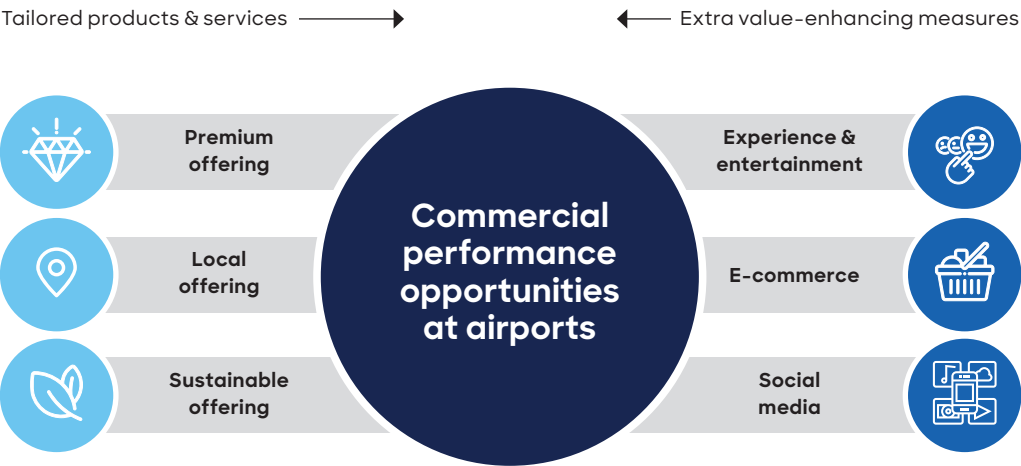 Tailored products & services
Extra value-enhancing measures
Premium
offering
Local
offering
Sustainable
offering
Commercial
performance
opportunities
at airports
Experience &
entertainment
E-commerce
Social
media